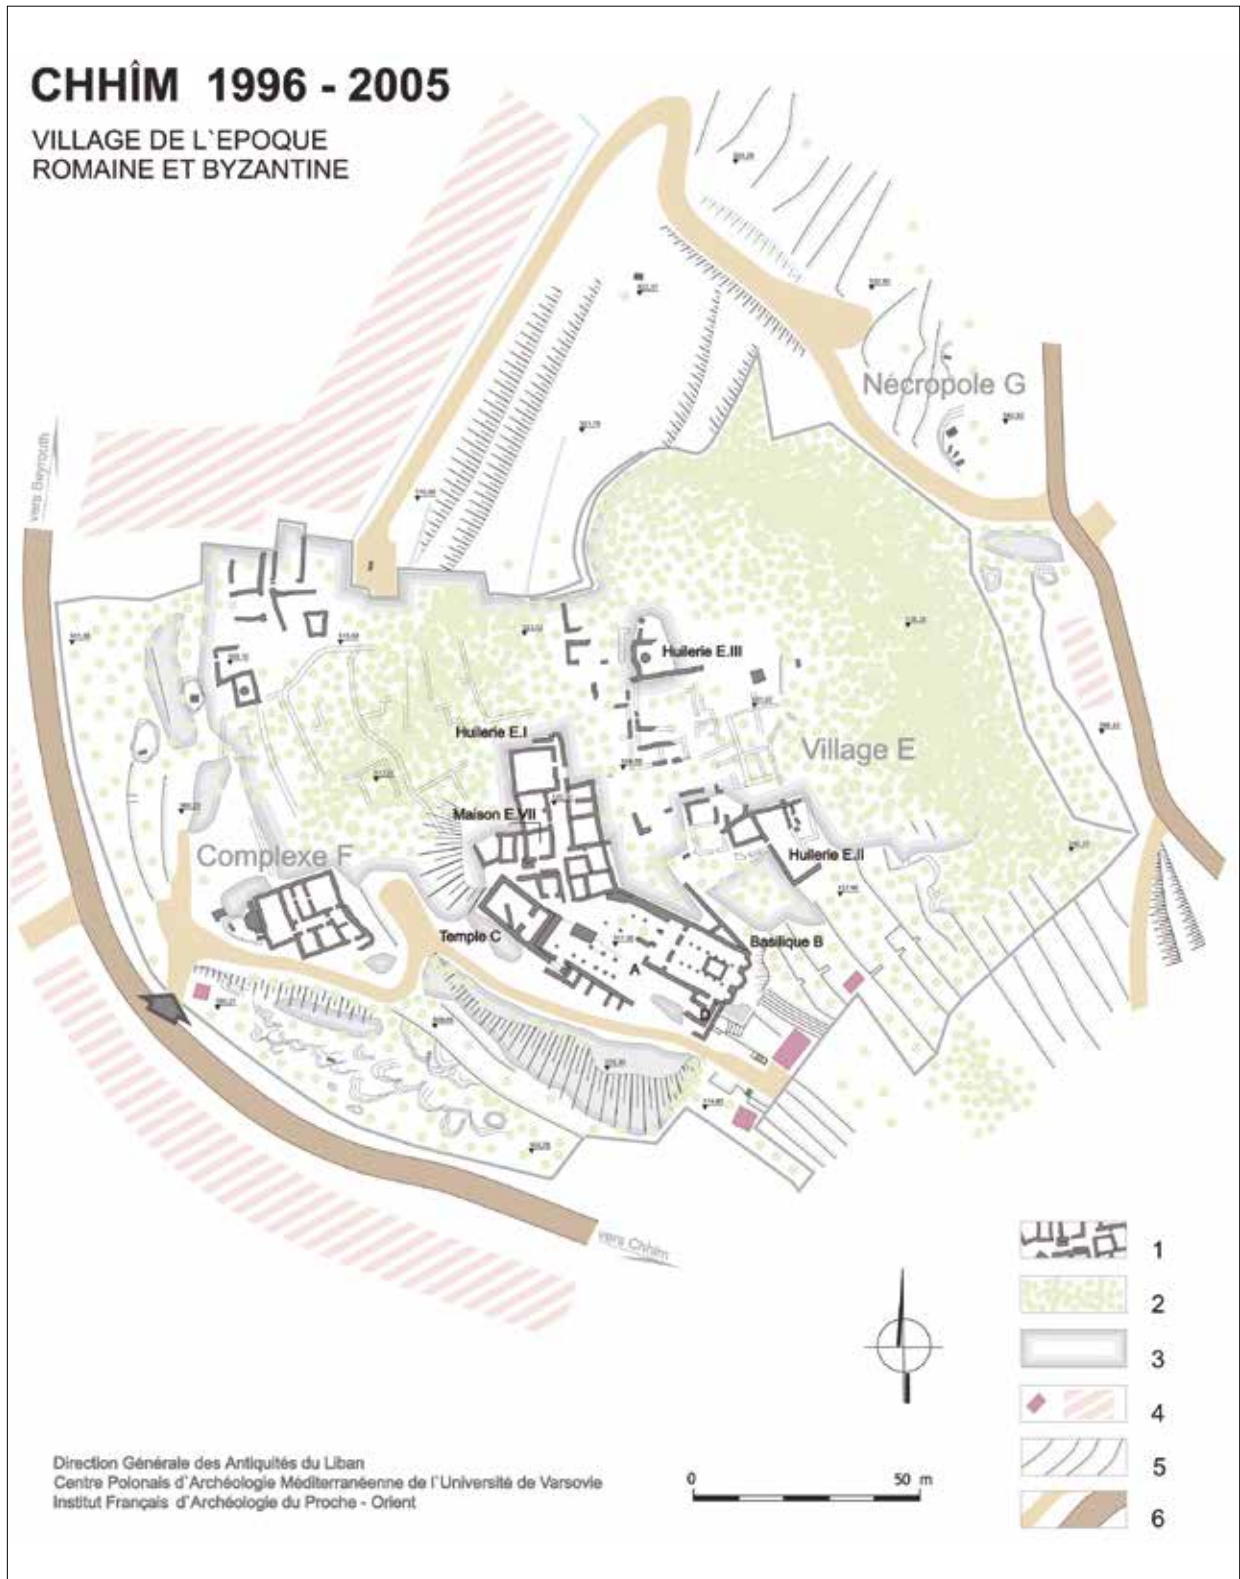 CHHÎM 1996 - 2005
VILLAGE DE L`EPOQUE
ROMAINE ET BYZANTINE
Nécropole G
vers Beyrouth
Huilerie E.III
Huilerie E.I
Village E
Maison E.VII
Complexe F
Huilerie E.II
Temple C
Basilique B
A
D
vers Chhim
1
2
3
4
5
6
Direction Générale des Antiquités du Liban
Centre Polonais d`Archéologie Méditerranéenne de l`Université de Varsovie
Institut Français d`Archéologie du Proche - Orient
0 50 m